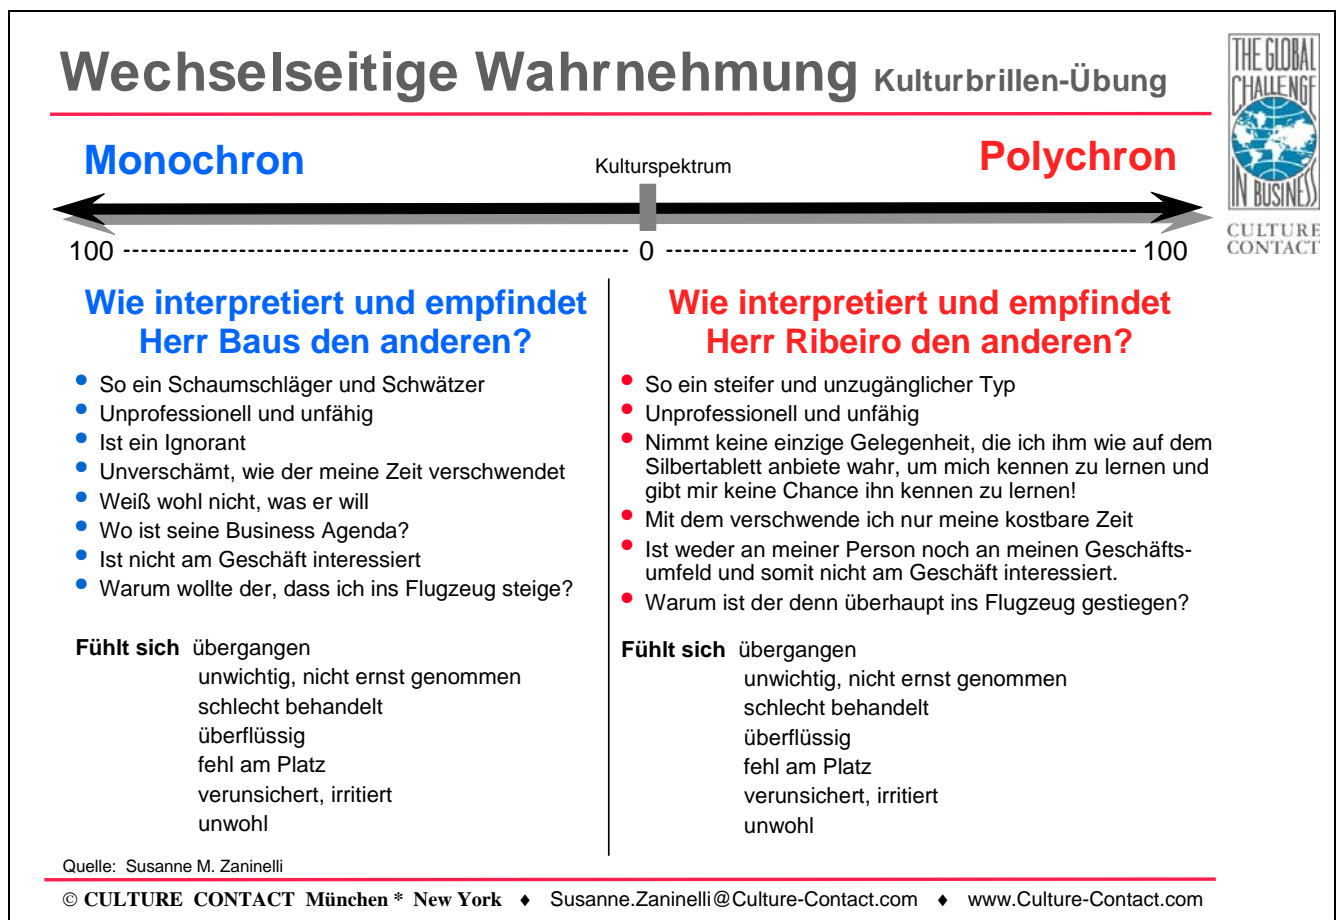 Wechselseitige Wahrnehmung Kulturbrillen-Übung
THE GLOBAL
CHALLENGE
IN BUSINESS
CULTURE
CONTACT
Monochron
Kulturspektrum
Polychron
100 ---------------------------------------------------------------- 0 ---------------------------------------------------------------- 100
Wie interpretiert und empfindet
Herr Baus den anderen?
• So ein Schaumschläger und Schwätzer
• Unprofessionell und unfähig
• Ist ein Ignorant
• Unverschämt, wie der meine Zeit verschwendet
• Weiß wohl nicht, was er will
• Wo ist seine Business Agenda?
• Ist nicht am Geschäft interessiert
• Warum wollte der, dass ich ins Flugzeug steige?
Fühlt sich übergangen
unwichtig, nicht ernst genommen
schlecht behandelt
überflüssig
fehl am Platz
verunsichert, irritiert
unwohl
Wie interpretiert und empfindet
Herr Ribeiro den anderen?
• So ein steifer und unzugänglicher Typ
• Unprofessionell und unfähig
• Nimmt keine einzige Gelegenheit, die ich ihm wie auf dem
Silbertablett anbiete wahr, um mich kennen zu lernen und
gibt mir keine Chance ihn kennen zu lernen!
• Mit dem verschwende ich nur meine kostbare Zeit
• Ist weder an meiner Person noch an meinen Geschäfts-
umfeld und somit nicht am Geschäft interessiert.
• Warum ist der denn überhaupt ins Flugzeug gestiegen?
Fühlt sich übergangen
unwichtig, nicht ernst genommen
schlecht behandelt
überflüssig
fehl am Platz
verunsichert, irritiert
unwohl
Quelle: Susanne M. Zaninelli
© CULTURE CONTACT München * New York ♦ Susanne.Zaninelli@Culture-Contact.com ♦ www.Culture-Contact.com